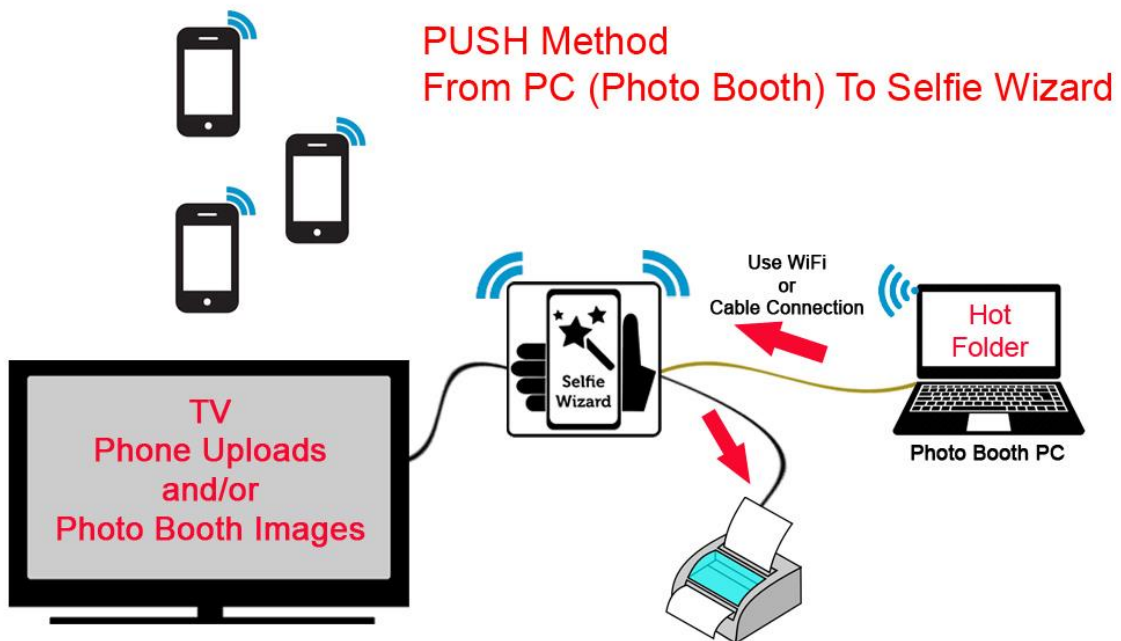 PUSH Method
From PC (Photo Booth) To Selfie Wizard
Use WiFi
or
Cable Connection
Hot
Folder
Selfie
Wizard
Photo Booth PC
TV
Phone Uploads
and/or
Photo Booth Images